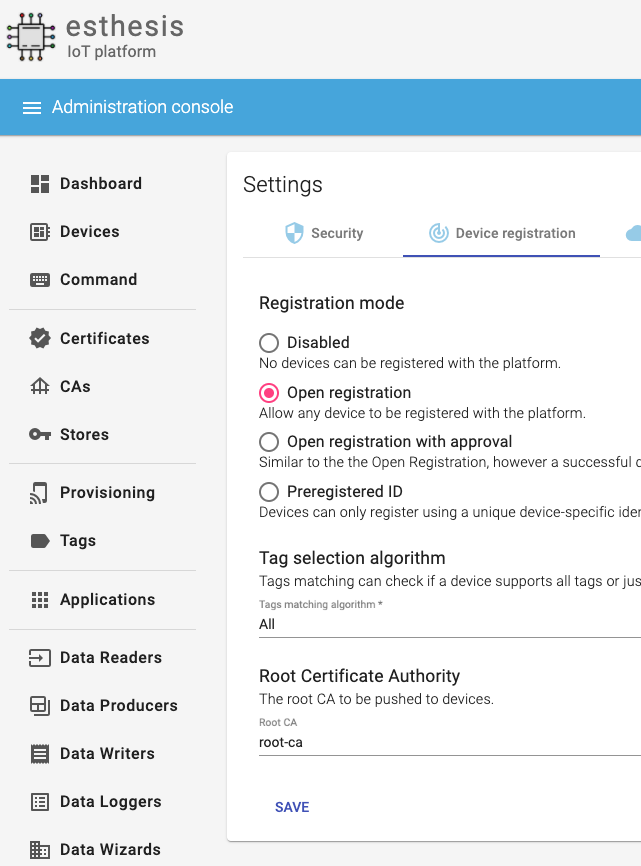 esthesis
IoT platform
Administration console
Dashboard
Devices
Command
Certificates
CAs
Stores
Provisioning
Tags
Applications
Data Readers
Data Producers
Data Writers
Data Loggers
Data Wizards
Settings
Security
Device registration
Registration mode
Disabled
No devices can be registered with the platform.
Open registration
Allow any device to be registered with the platform.
Open registration with approval
Similar to the the Open Registration, however a successful
Preregistered ID
Devices can only register using a unique device-specific
Tag selection algorithm
Tags matching can check if a device supports all tags or
Tags matching algorithm *
All
Root Certificate Authority
The root CA to be pushed to devices.
Root CA
root-ca
SAVE